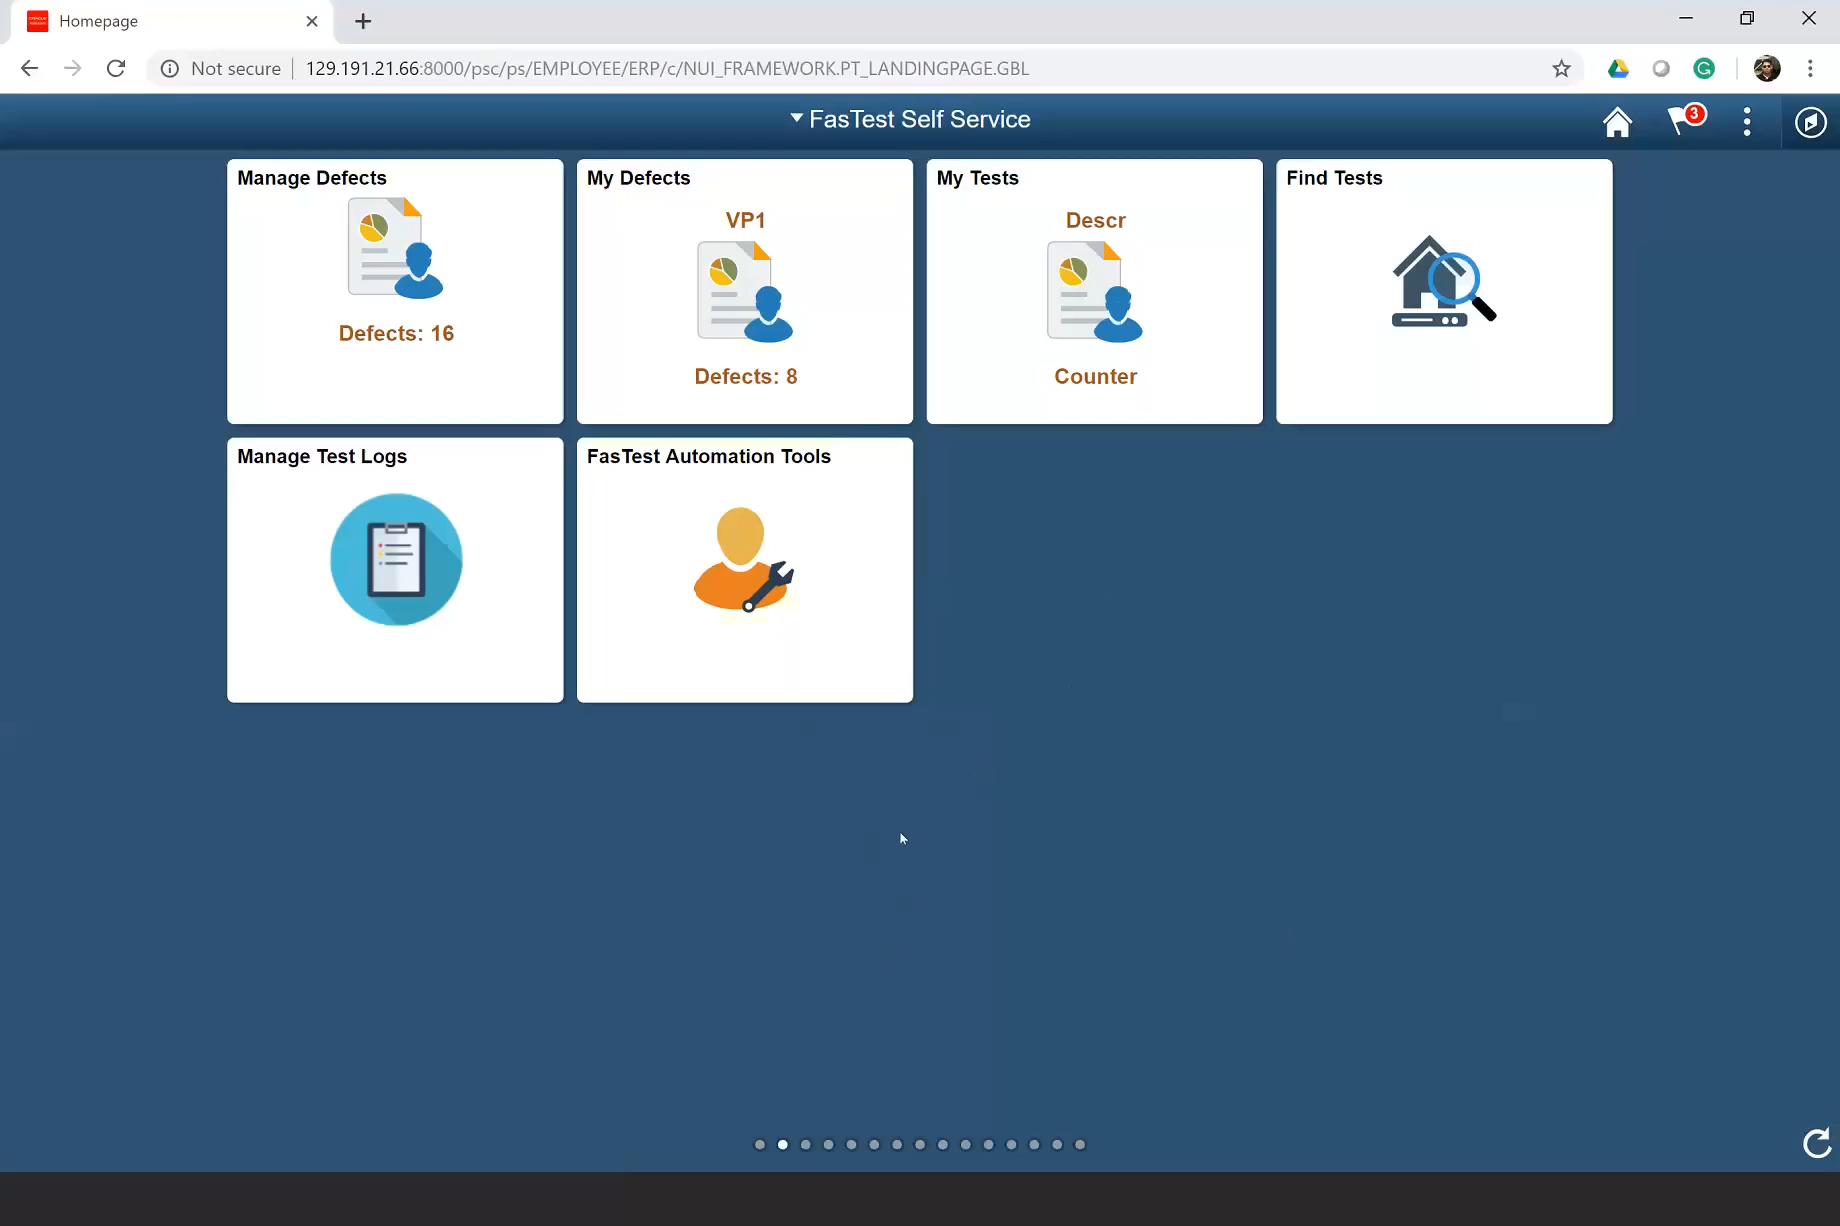 Homepage
Not secure 129.191.21.66:8000/psc/ps/EMPLOYEE/ERP/c/NUI_FRAMEWORK.PT_LANDINGPAGE.GBL
FasTest Self Service
3
Manage Defects
Defects: 16
My Defects
VP1
Defects: 8
My Tests
Descr
Counter
Find Tests
Manage Test Logs
FasTest Automation Tools